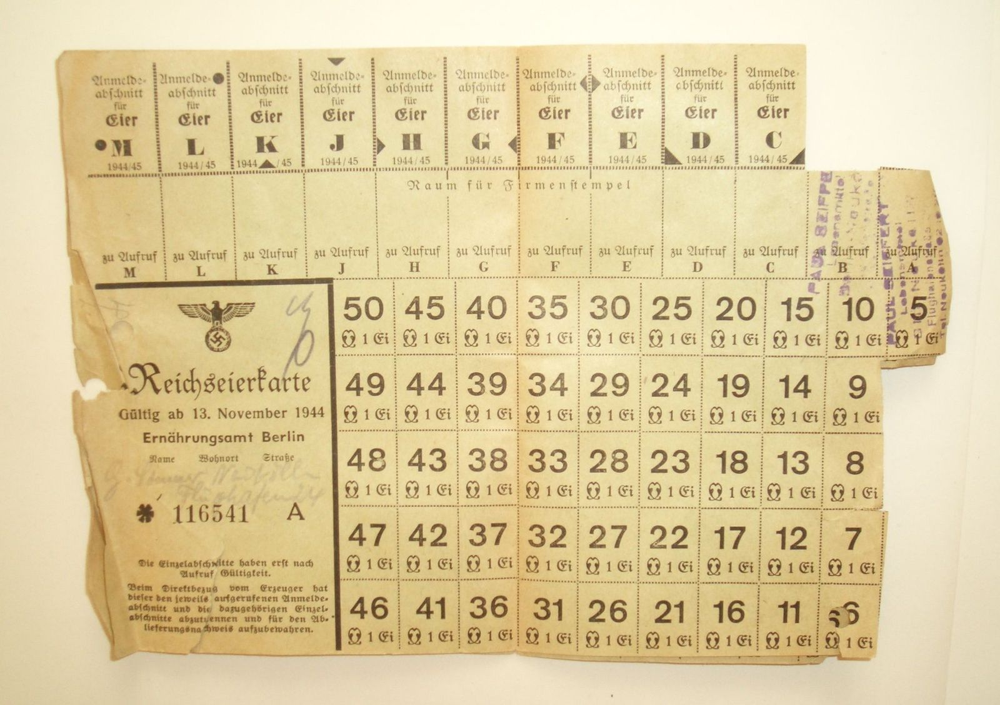 Anmelde- Anmelde- Anmelde- Anmelde- Anmelde- Anmelde- Anmelde- Anmelde- Anmelde- Anmelde-
abschnitt abschnitt abschnitt abschnitt abschnitt abschnitt abschnitt abschnitt abschnitt abschnitt
für für für für für für für für für für
Eier Eier Eier Eier Eier Eier Eier Eier Eier Eier
M L K J H G F E D C
1944/45 1944/45 1944/45 1944/45 1944/45 1944/45 1944/45 1944/45 1944/45 1944/45
Raum für Firmenstempel
zu Aufruf zu Aufruf zu Aufruf zu Aufruf zu Aufruf zu Aufruf zu Aufruf zu Aufruf zu Aufruf zu Aufruf zu Aufruf zu Aufruf
M L K J H G F E D C B A
PAUL SEIFERT
Reichseierkarte
Gültig ab 13. November 1944
Ernährungsamt Berlin
Name Wohnort Straße
116541 A
Die Einzelabschnitte haben erst nach
Aufruf Gültigkeit.
Beim Direktbezug vom Erzeuger hat
dieser den jeweils aufgerufenen Anmelde-
abschnitt und die dazugehörigen Einzel-
abschnitte abzutrennen und für den Ab-
lieferungsnachweis aufzubewahren.
50 45 40 35 30 25 20 15 10 5
1 Ei 1 Ei 1 Ei 1 Ei 1 Ei 1 Ei 1 Ei 1 Ei 1 Ei 1 Ei
49 44 39 34 29 24 19 14 9
1 Ei 1 Ei 1 Ei 1 Ei 1 Ei 1 Ei 1 Ei 1 Ei 1 Ei
48 43 38 33 28 23 18 13 8
1 Ei 1 Ei 1 Ei 1 Ei 1 Ei 1 Ei 1 Ei 1 Ei 1 Ei
47 42 37 32 27 22 17 12 7
1 Ei 1 Ei 1 Ei 1 Ei 1 Ei 1 Ei 1 Ei 1 Ei 1 Ei
46 41 36 31 26 21 16 11 6
1 Ei 1 Ei 1 Ei 1 Ei 1 Ei 1 Ei 1 Ei 1 Ei 1 Ei